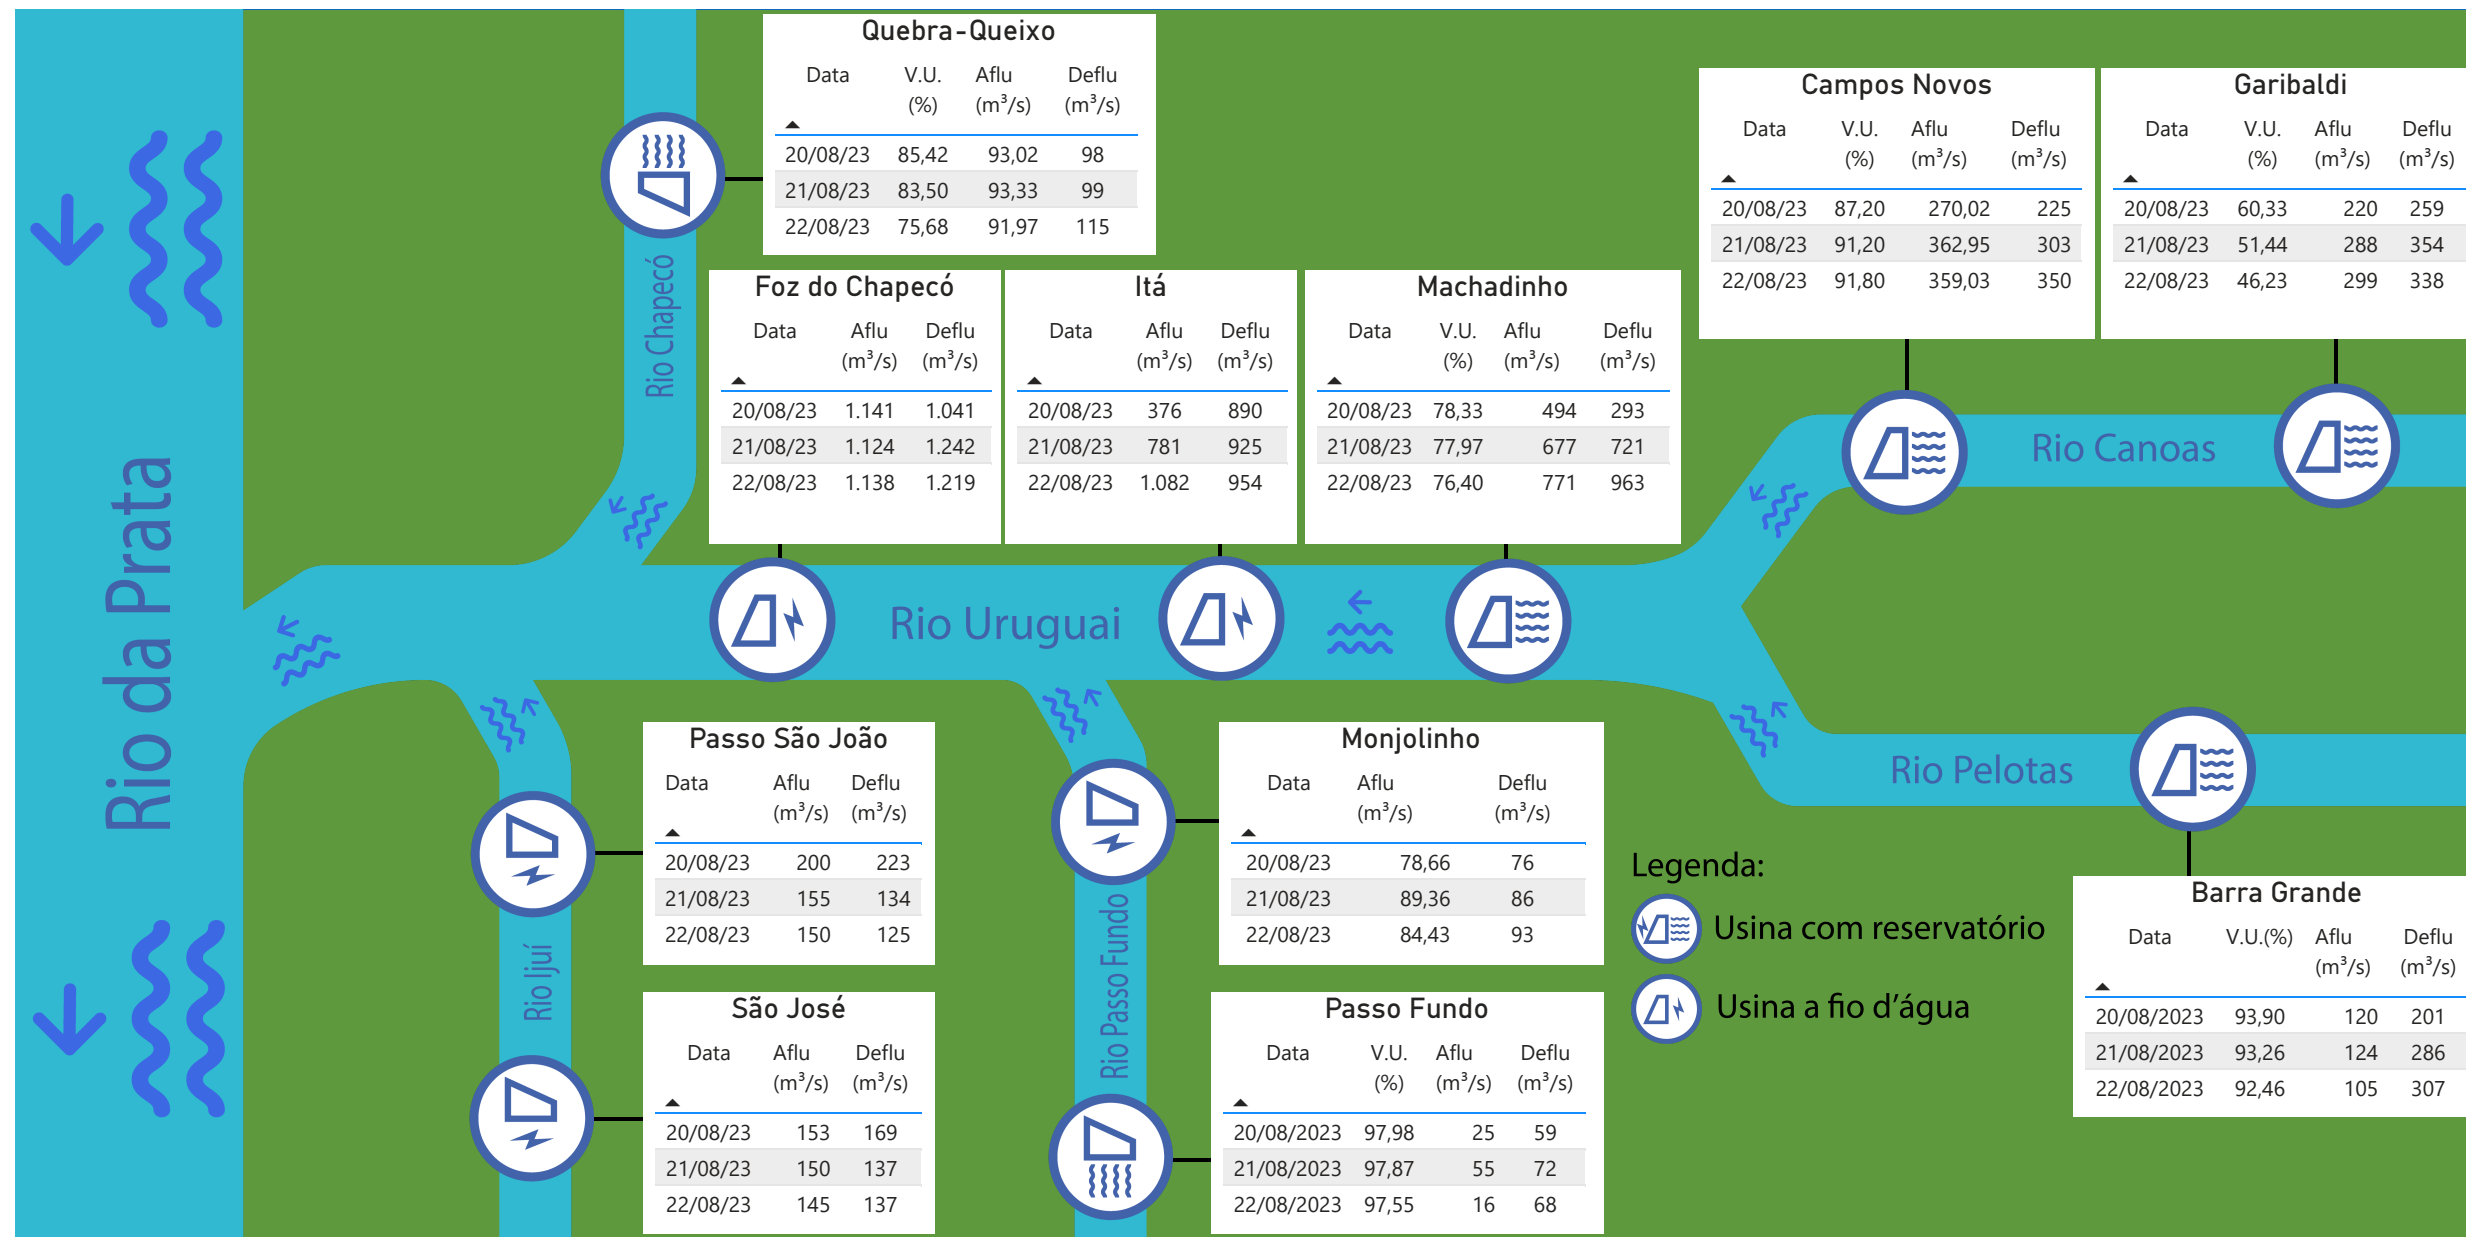 Quebra-Queixo
Data V.U. (%) Aflu (m³/s) Deflu (m³/s)
20/08/23 85,42 93,02 98
21/08/23 83,50 93,33 99
22/08/23 75,68 91,97 115
Campos Novos
Data V.U. (%) Aflu (m³/s) Deflu (m³/s)
20/08/23 87,20 270,02 225
21/08/23 91,20 362,95 303
22/08/23 91,80 359,03 350
Garibaldi
Data V.U. (%) Aflu (m³/s) Deflu (m³/s)
20/08/23 60,33 220 259
21/08/23 51,44 288 354
22/08/23 46,23 299 338
Rio Chapecó
Foz do Chapecó
Data Aflu (m³/s) Deflu (m³/s)
20/08/23 1.141 1.041
21/08/23 1.124 1.242
22/08/23 1.138 1.219
Itá
Data Aflu (m³/s) Deflu (m³/s)
20/08/23 376 890
21/08/23 781 925
22/08/23 1.082 954
Machadinho
Data V.U. (%) Aflu (m³/s) Deflu (m³/s)
20/08/23 78,33 494 293
21/08/23 77,97 677 721
22/08/23 76,40 771 963
Rio Canoas
Rio da Prata
Rio Uruguai
Rio Pelotas
Passo São João
Data Aflu (m³/s) Deflu (m³/s)
20/08/23 200 223
21/08/23 155 134
22/08/23 150 125
Monjolinho
Data Aflu (m³/s) Deflu (m³/s)
20/08/23 78,66 76
21/08/23 89,36 86
22/08/23 84,43 93
Legenda:
Usina com reservatório
Usina a fio d’água
Barra Grande
Data V.U.(%) Aflu (m³/s) Deflu (m³/s)
20/08/2023 93,90 120 201
21/08/2023 93,26 124 286
22/08/2023 92,46 105 307
Rio Ijuí
Rio Passo Fundo
São José
Data Aflu (m³/s) Deflu (m³/s)
20/08/23 153 169
21/08/23 150 137
22/08/23 145 137
Passo Fundo
Data V.U. (%) Aflu (m³/s) Deflu (m³/s)
20/08/2023 97,98 25 59
21/08/2023 97,87 55 72
22/08/2023 97,55 16 68